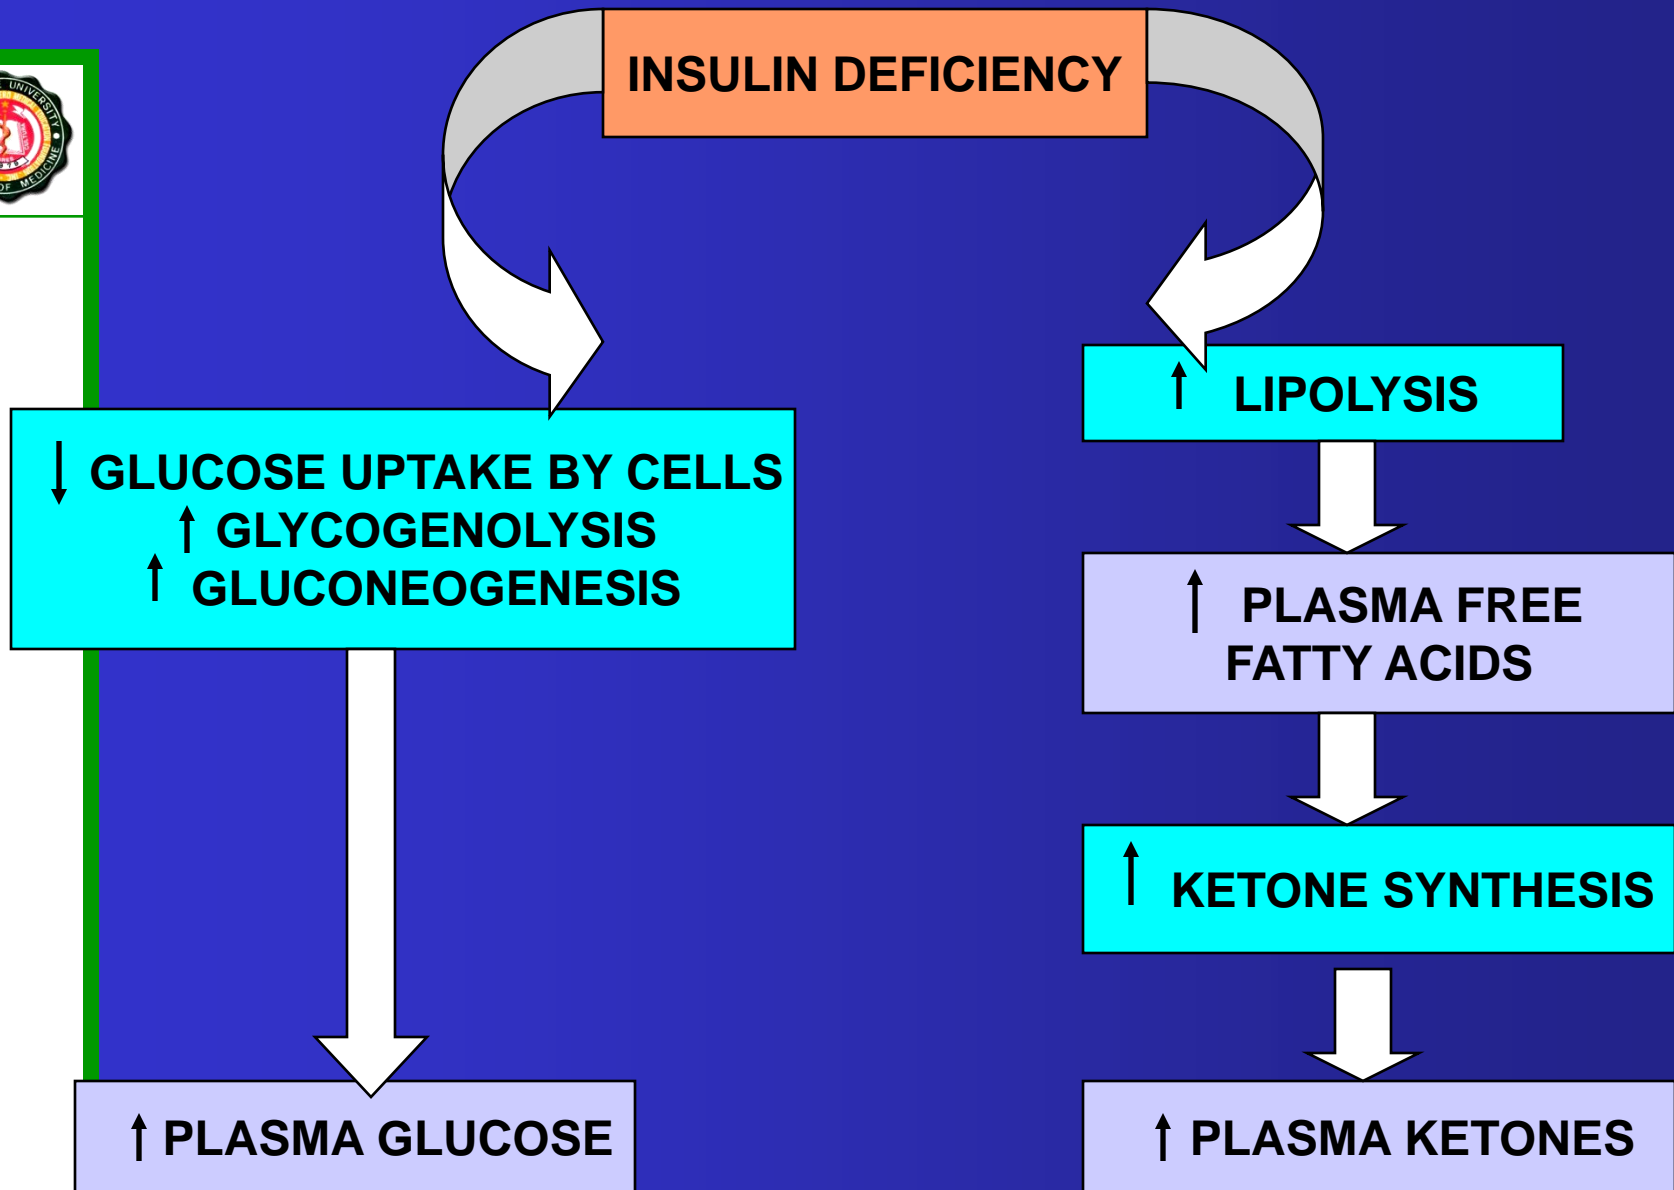 INSULIN DEFICIENCY
↓ GLUCOSE UPTAKE BY CELLS
↑ GLYCOGENOLYSIS
↑ GLUCONEOGENESIS
↑ PLASMA GLUCOSE
↑ LIPOLYSIS
↑ PLASMA FREE
FATTY ACIDS
↑ KETONE SYNTHESIS
↑ PLASMA KETONES